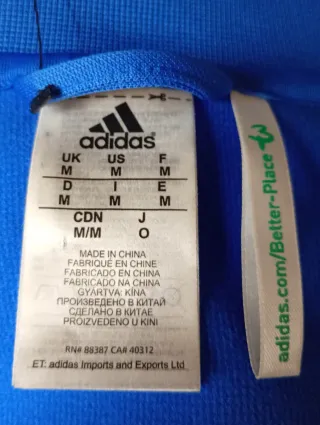 adidas
UK US F
M M M
D I E
M M M
CDN J
M/M O
MADE IN CHINA
FABRIQUÉ EN CHINE
FABRICADO EN CHINA
FABRICADO NA CHINA
GYÁRTVA: KÍNA
ПРОИЗВЕДЕНО В КИТАЙ
СДЕЛАНО В КИТАЕ
PROIZVEDENO U KINI
RN# 88387 CA# 40312
ET: adidas Imports and Exports Ltd
adidas.com/Better-Place